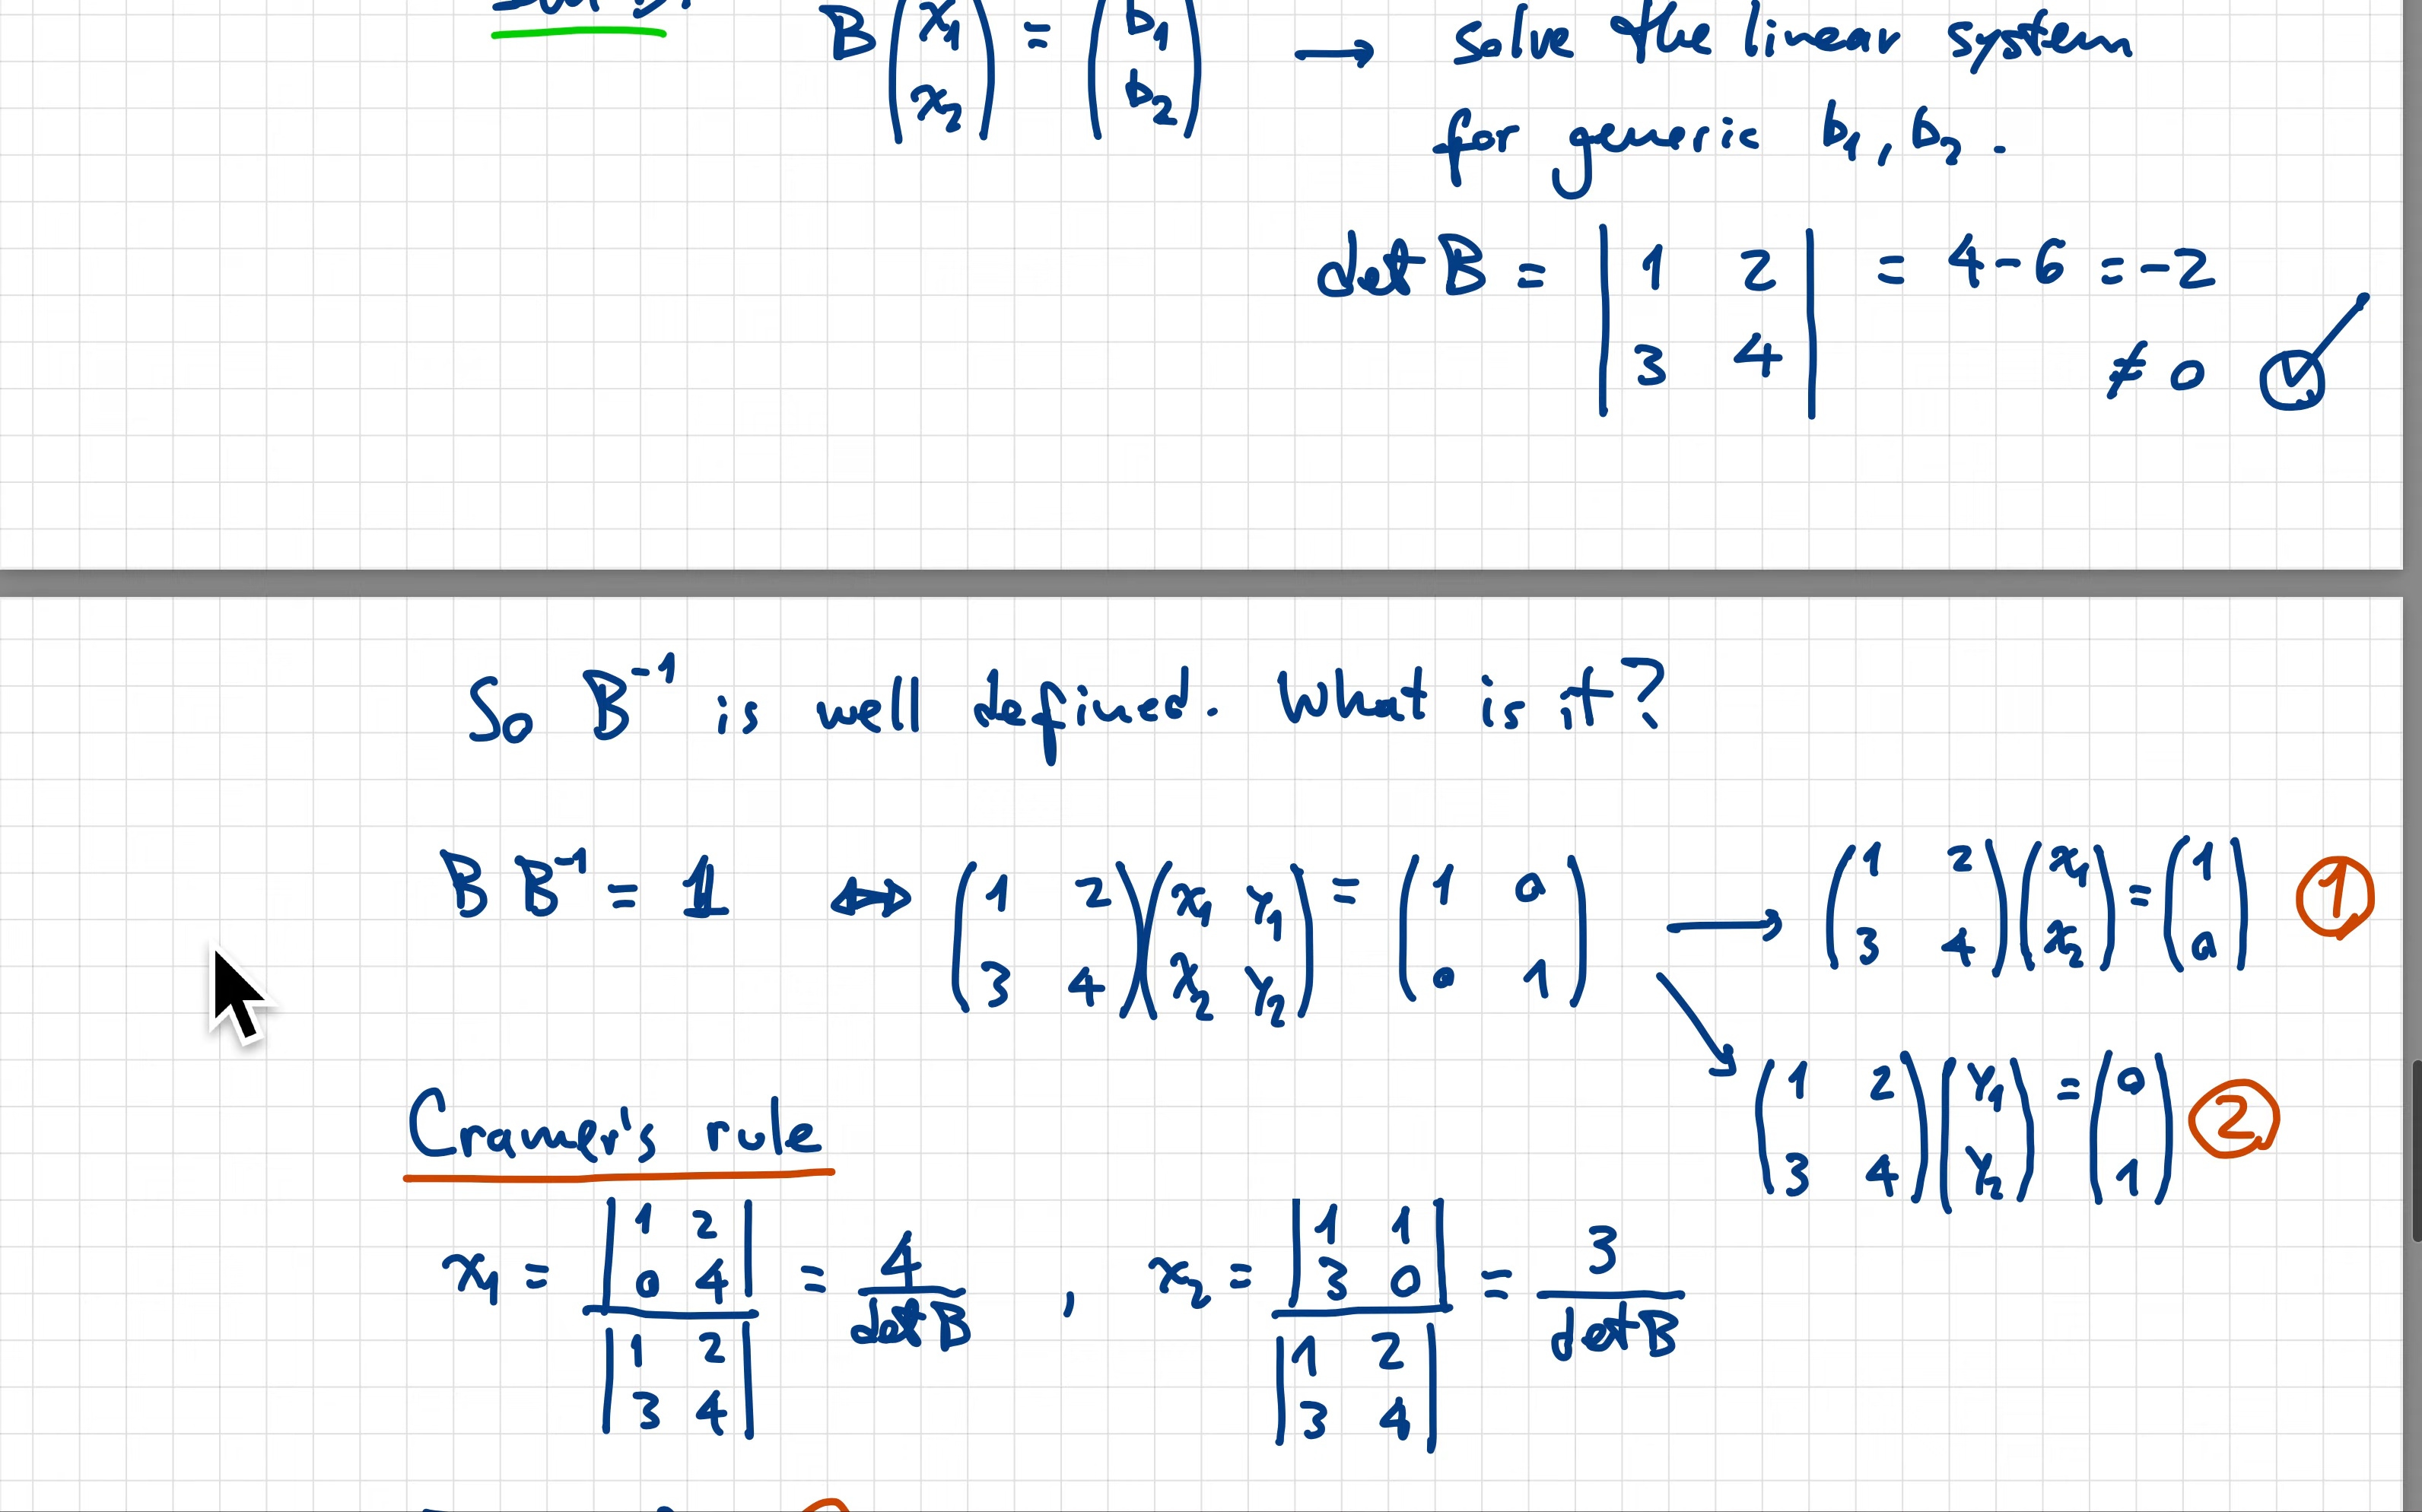 B(x₁ x₂) = (b₁ b₂) → solve the linear system
for generic b₁, b₂.
det B = |1 2; 3 4| = 4-6 = -2
≠ 0 ✓
So B⁻¹ is well defined. What is it?
B B⁻¹ = 𝟙 ↔ (1 2; 3 4)(x₁ y₁; x₂ y₂) = (1 0; 0 1) → (1 2; 3 4)(x₁; x₂) = (1; 0) ①
↘ (1 2; 3 4)(y₁; y₂) = (0; 1) ②
Cramer's rule
x₁ = |1 2; 0 4| / |1 2; 3 4| = 4 / det B , x₂ = |1 1; 3 0| / |1 2; 3 4| = 3 / det B